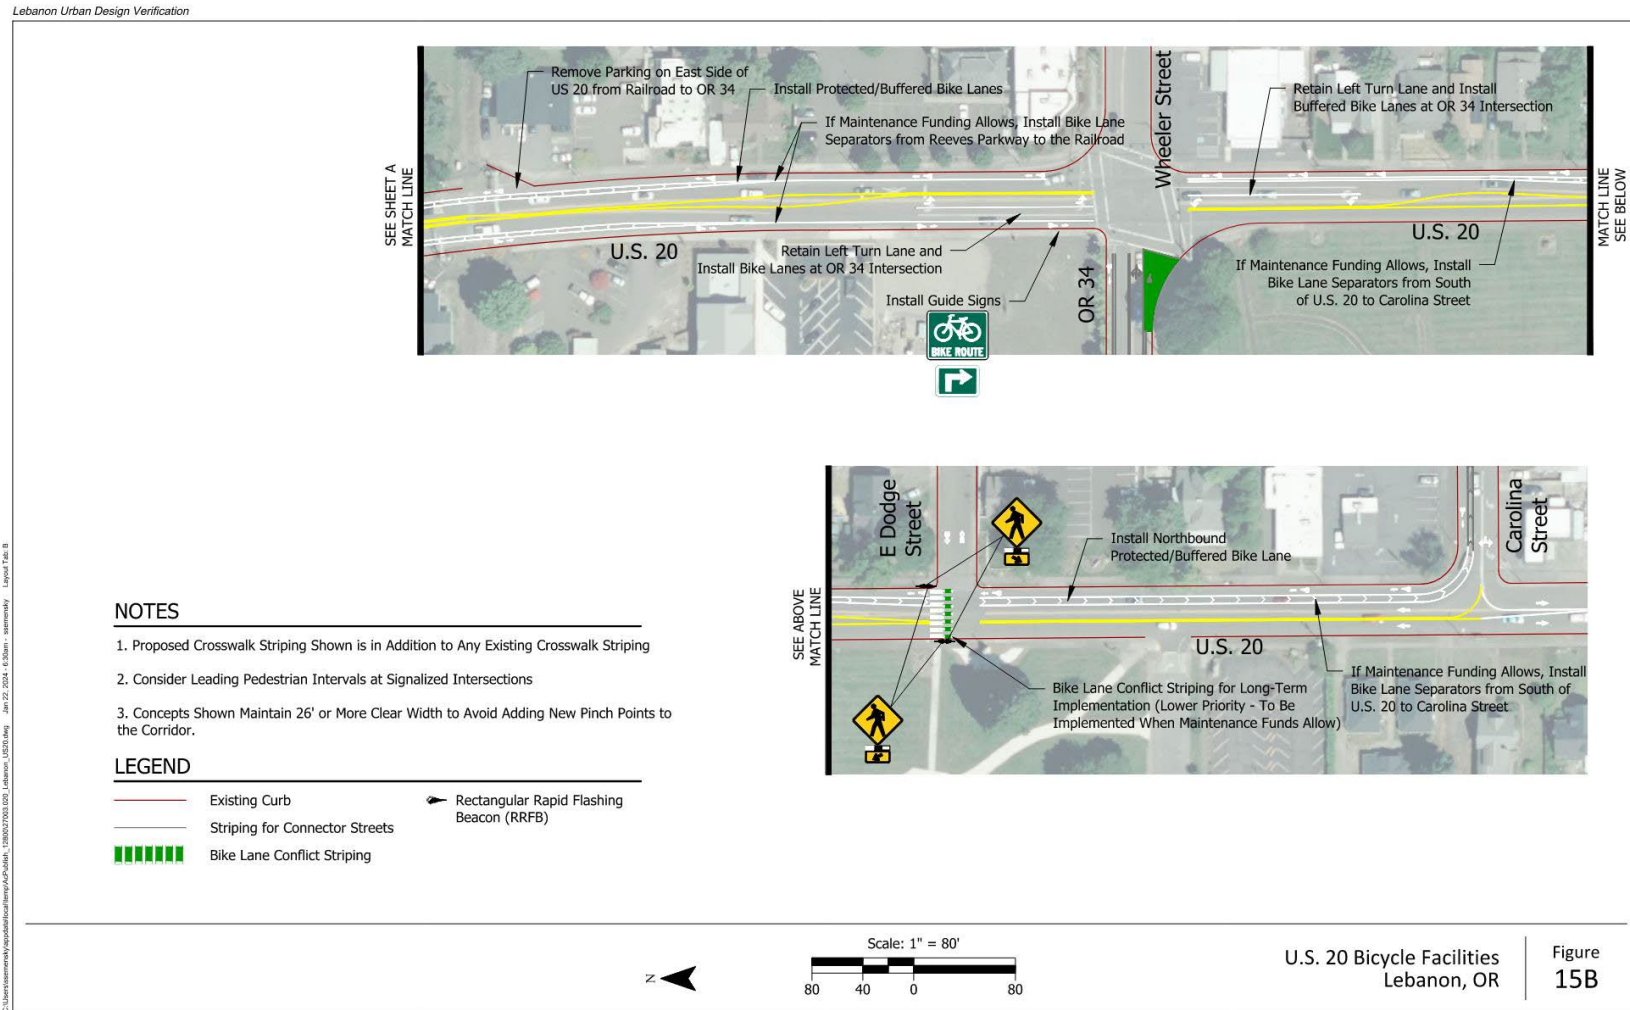 Lebanon Urban Design Verification
Remove Parking on East Side of
US 20 from Railroad to OR 34
Install Protected/Buffered Bike Lanes
If Maintenance Funding Allows, Install Bike Lane
Separators from Reeves Parkway to the Railroad
Wheeler Street
Retain Left Turn Lane and Install
Buffered Bike Lanes at OR 34 Intersection
SEE SHEET A
MATCH LINE
MATCH LINE
SEE BELOW
U.S. 20
Retain Left Turn Lane and
Install Bike Lanes at OR 34 Intersection
Install Guide Signs
BIKE ROUTE
OR 34
U.S. 20
If Maintenance Funding Allows, Install
Bike Lane Separators from South
of U.S. 20 to Carolina Street
E Dodge
Street
Install Northbound
Protected/Buffered Bike Lane
Carolina
Street
SEE ABOVE
MATCH LINE
U.S. 20
Bike Lane Conflict Striping for Long-Term
Implementation (Lower Priority - To Be
Implemented When Maintenance Funds Allow)
If Maintenance Funding Allows, Install
Bike Lane Separators from South of
U.S. 20 to Carolina Street
NOTES
1. Proposed Crosswalk Striping Shown is in Addition to Any Existing Crosswalk Striping
2. Consider Leading Pedestrian Intervals at Signalized Intersections
3. Concepts Shown Maintain 26' or More Clear Width to Avoid Adding New Pinch Points to
the Corridor.
LEGEND
Existing Curb
Striping for Connector Streets
Bike Lane Conflict Striping
Rectangular Rapid Flashing
Beacon (RRFB)
N
Scale: 1" = 80'
80 40 0 80
U.S. 20 Bicycle Facilities
Lebanon, OR
Figure
15B
Jan 22, 2024 - 6:30am - ssemensky Layout Tab: B